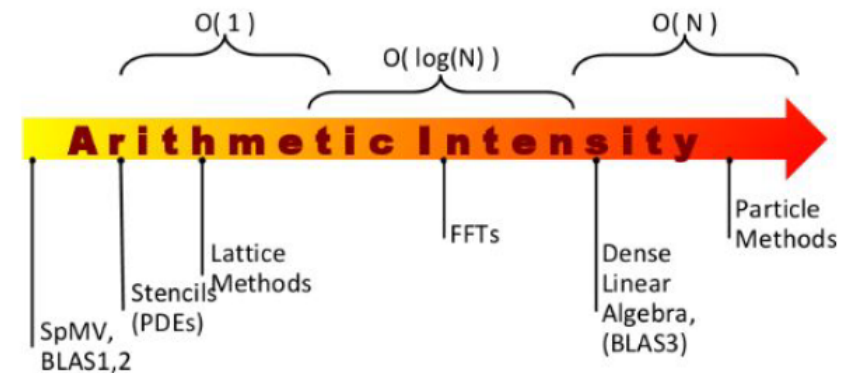 O( 1 )
O( log(N) )
O( N )
Arithmetic Intensity
SpMV,
BLAS1,2
Stencils
(PDEs)
Lattice
Methods
FFTs
Dense
Linear
Algebra,
(BLAS3)
Particle
Methods